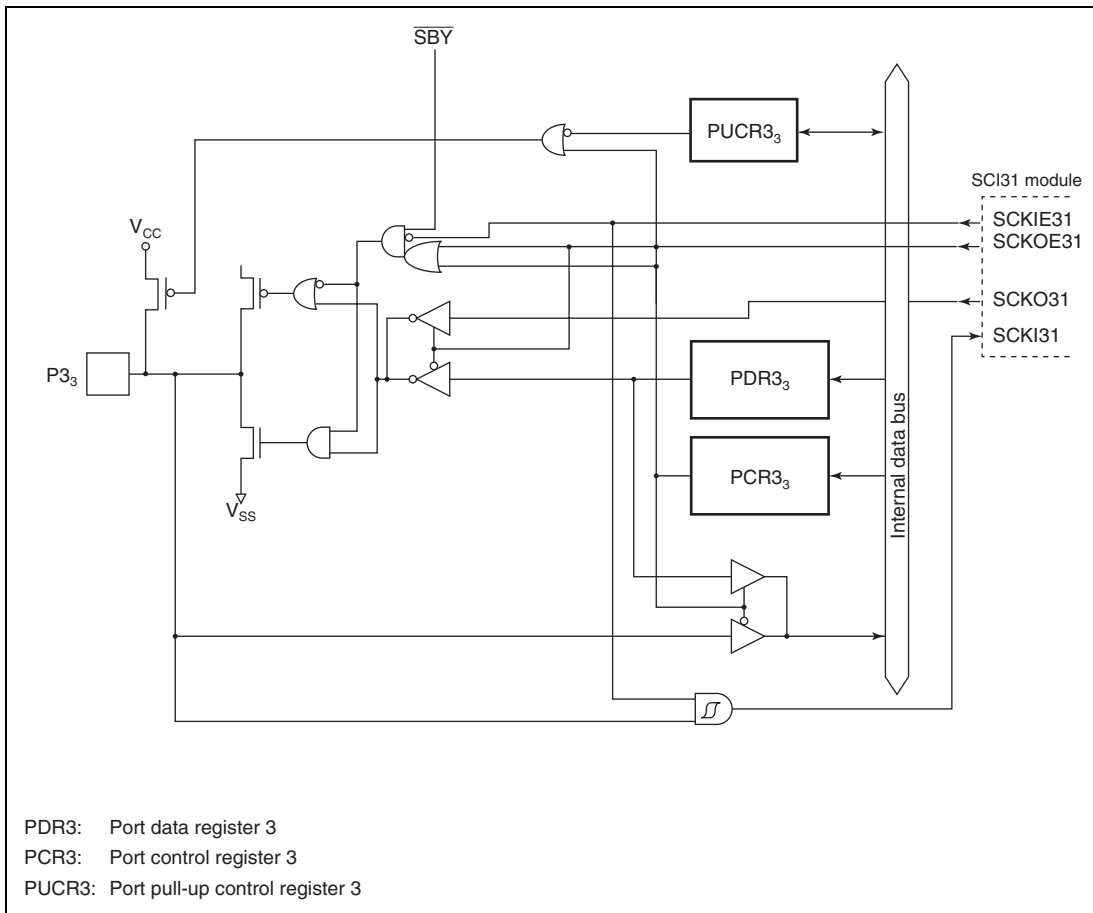 SBY
PUCR3₃
SCI31 module
SCKIE31
SCKOE31
V_CC
SCKO31
SCKI31
P3₃
PDR3₃
PCR3₃
V_SS
Internal data bus
PDR3: Port data register 3
PCR3: Port control register 3
PUCR3: Port pull-up control register 3